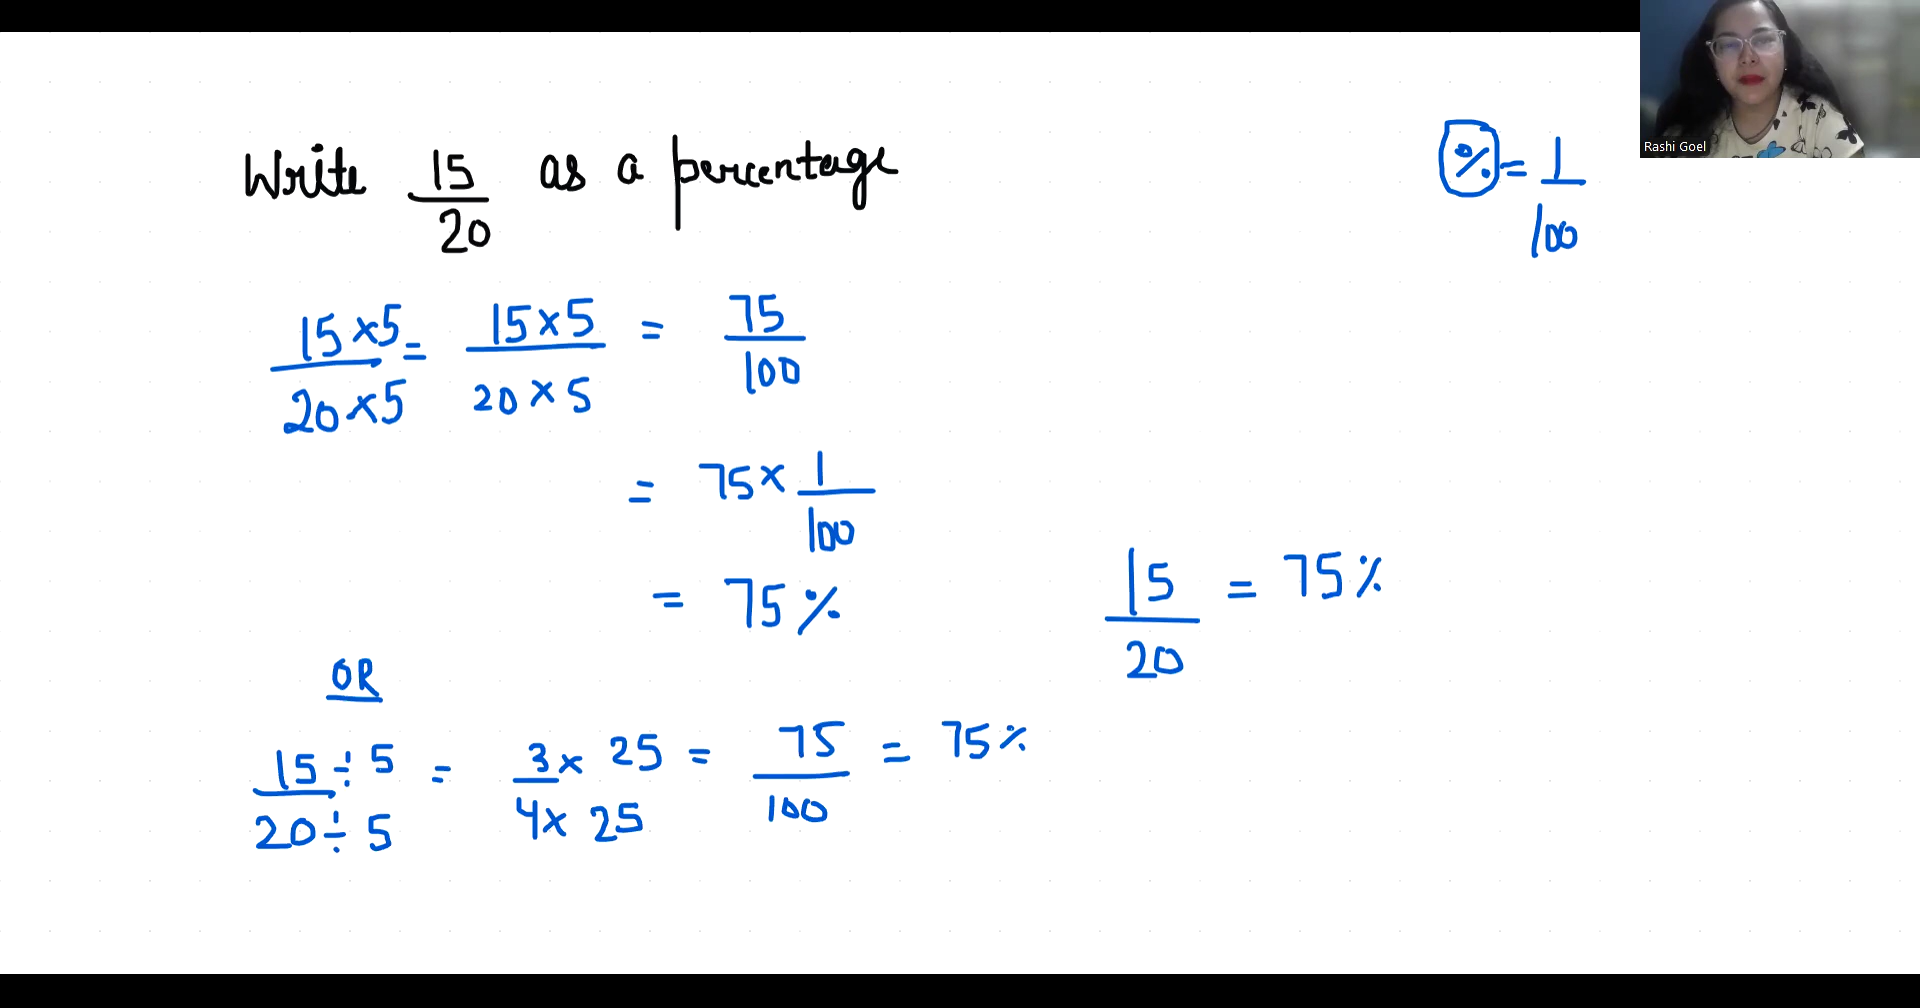 Write 15/20 as a percentage
% = 1/100
Rashi Goel
15×5/20×5 = 15×5/20×5 = 75/100
= 75× 1/100
= 75%
15/20 = 75%
OR
15÷5/20÷5 = 3×25/4×25 = 75/100 = 75%